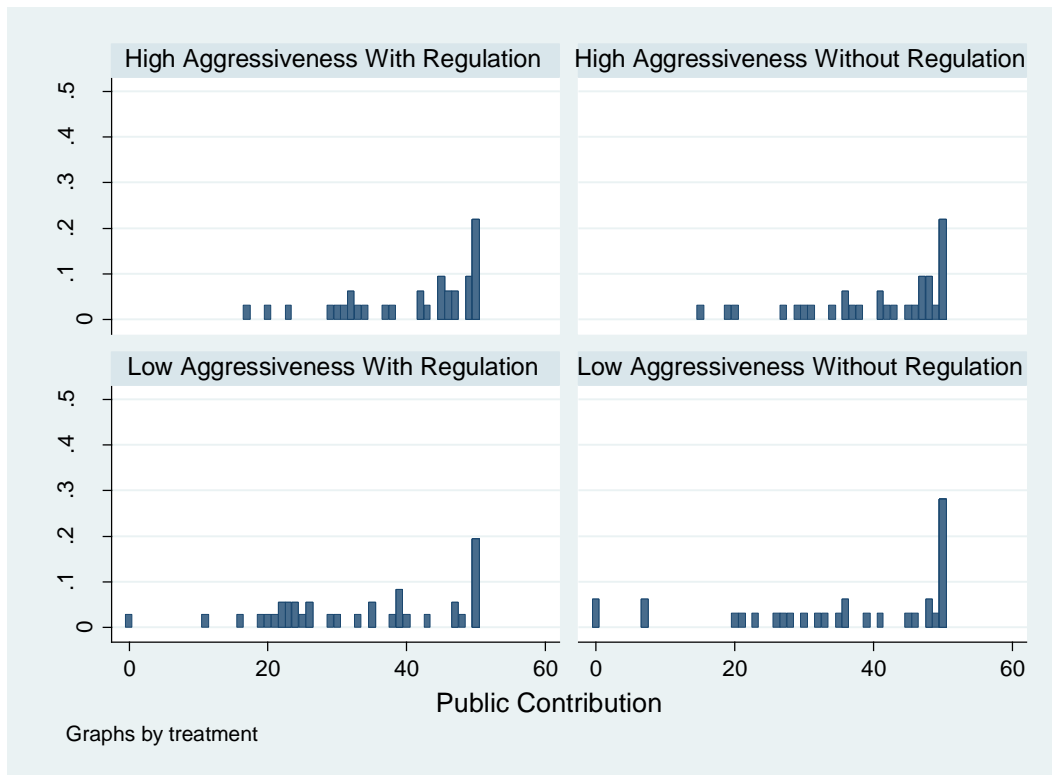 High Aggressiveness With Regulation
High Aggressiveness Without Regulation
.5
.4
.3
.2
.1
0
Low Aggressiveness With Regulation
Low Aggressiveness Without Regulation
.5
.4
.3
.2
.1
0
0 20 40 60
0 20 40 60
Public Contribution
Graphs by treatment